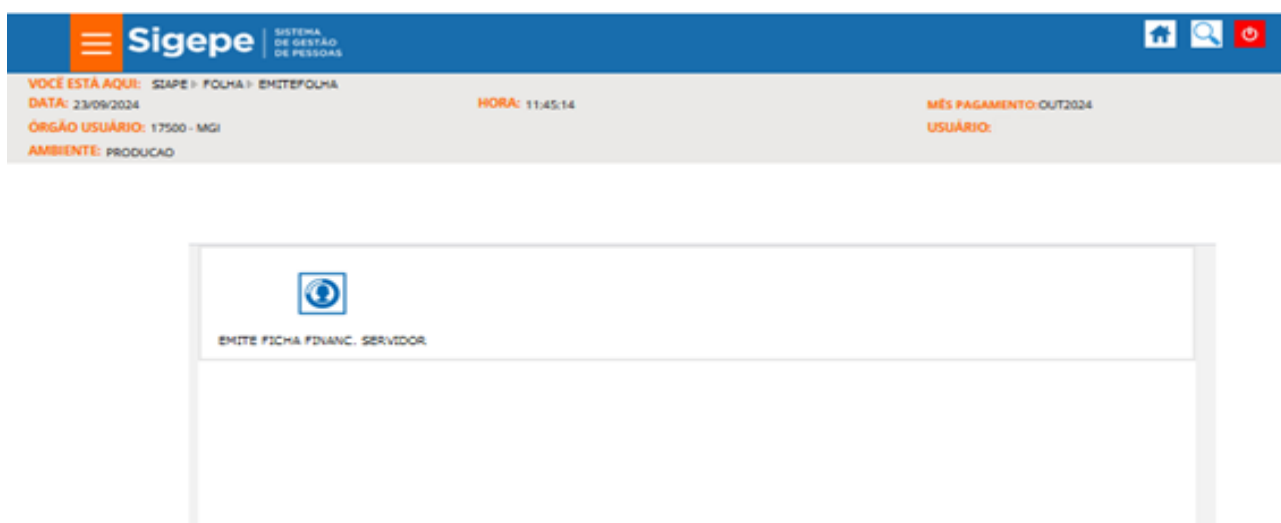 Sigepe SISTEMA
DE GESTÃO
DE PESSOAS
VOCÊ ESTÁ AQUI: SIAPE FOLHA EMITEFOLHA
DATA: 23/09/2024 HORA: 11:45:14 MÊS PAGAMENTO:OUT2024
ÓRGÃO USUÁRIO: 17500 - MGI USUÁRIO:
AMBIENTE: PRODUCAO
EMITE FICHA FINANC. SERVIDOR